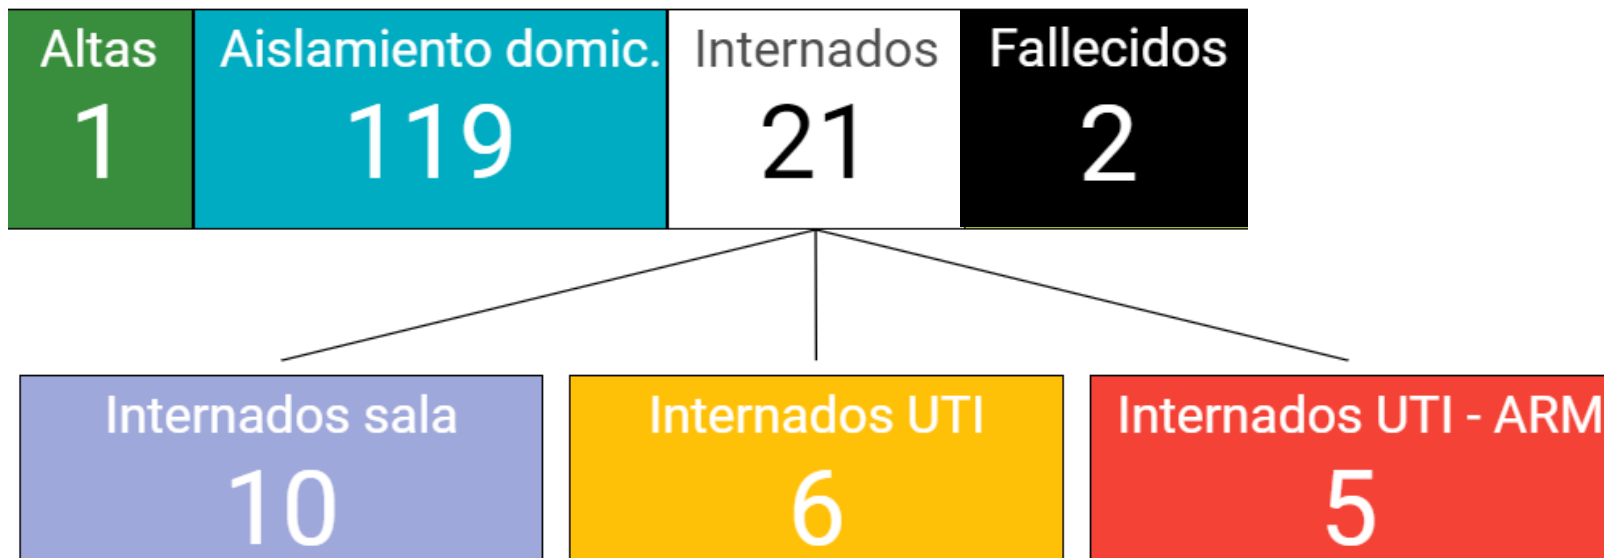 Altas Aislamiento domic. Internados Fallecidos
1 119 21 2
Internados sala Internados UTI Internados UTI - ARM
10 6 5